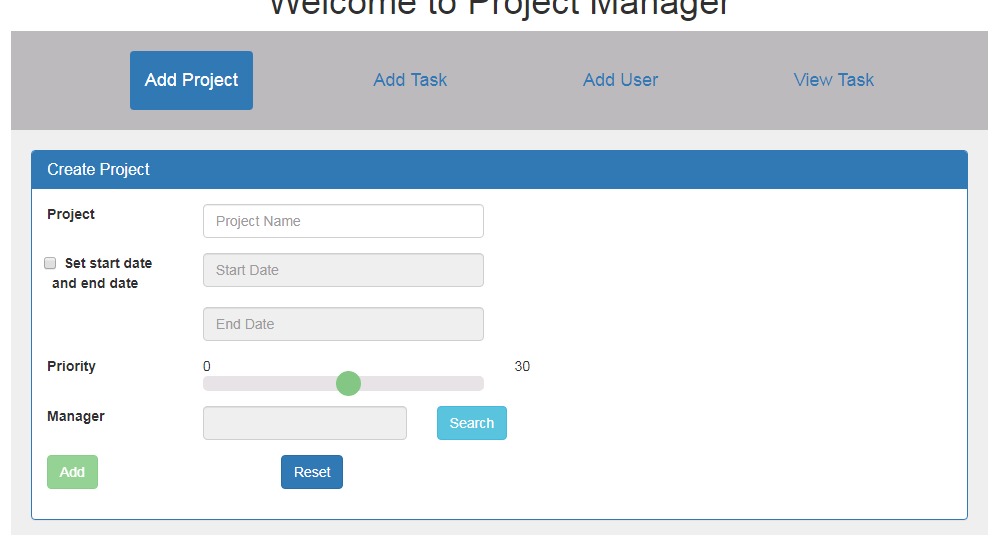 Welcome to Project Manager
Add Project Add Task Add User View Task
Create Project
Project Project Name
Set start date Start Date
and end date
End Date
Priority 0 30
Manager Search
Add Reset